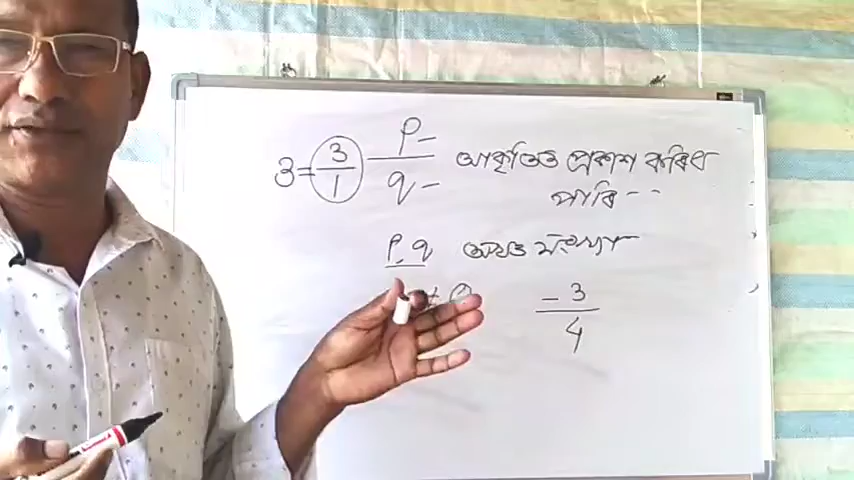 3 = 3/1 p/q আকৃতিত প্ৰকাশ কৰিব
পাৰি - -
p, q অখণ্ড সংখ্যা
-3/4